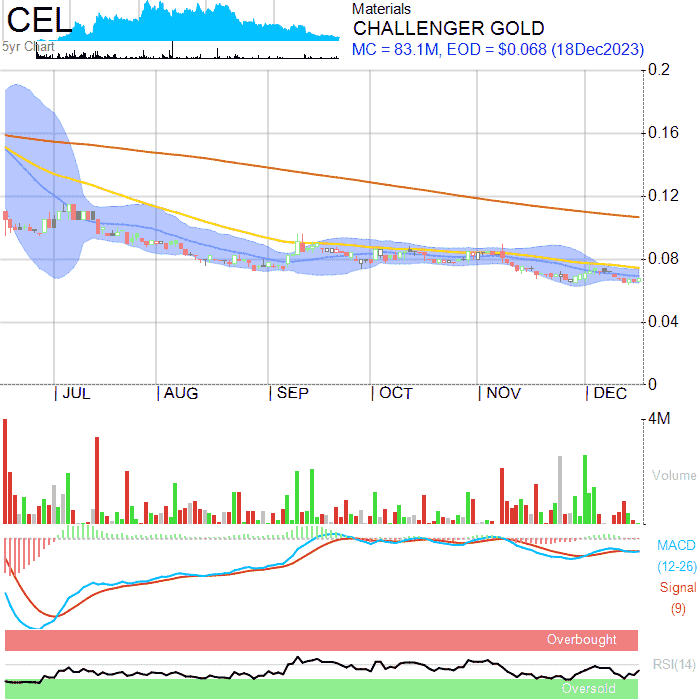 CEL
5yr Chart
Materials
CHALLENGER GOLD
MC = 83.1M, EOD = $0.068 (18Dec2023)
0.2
0.16
0.12
0.08
0.04
0
JUL AUG SEP OCT NOV DEC
4M
Volume
MACD
(12-26)
Signal
(9)
Overbought
RSI(14)
Oversold